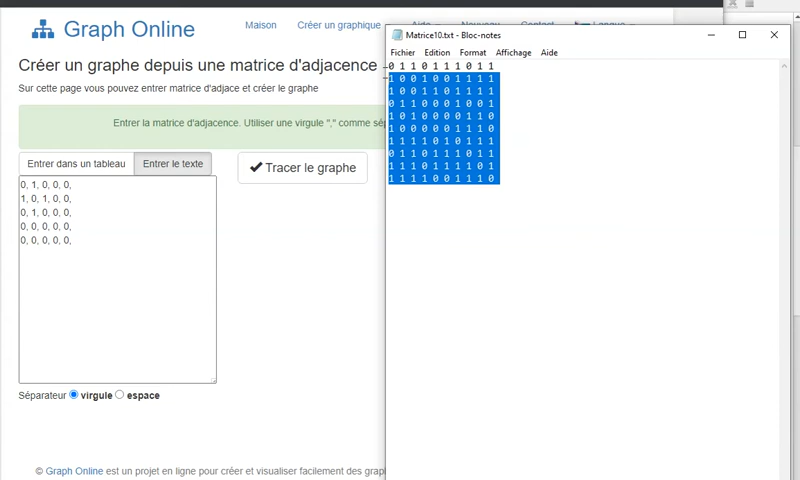 Graph Online
Maison
Créer un graphique
Aide
Nouveau
Contact
Langue
Créer un graphe depuis une matrice d'adjacence
Sur cette page vous pouvez entrer matrice d'adjace et créer le graphe
Entrer la matrice d'adjacence. Utiliser une virgule "," comme sép
Entrer dans un tableau
Entrer le texte
Tracer le graphe
0, 1, 0, 0, 0,
1, 0, 1, 0, 0,
0, 1, 0, 0, 0,
0, 0, 0, 0, 0,
0, 0, 0, 0, 0,
Séparateur virgule espace
© Graph Online est un projet en ligne pour créer et visualiser facilement des grap
Matrice10.txt - Bloc-notes
Fichier Edition Format Affichage Aide
0 1 1 0 1 1 1 0 1 1
1 0 0 1 0 0 1 1 1 1
1 0 0 1 1 0 1 1 1 1
0 1 1 0 0 0 1 0 0 1
1 0 1 0 0 0 0 1 1 0
1 0 0 0 0 0 1 1 1 0
1 1 1 1 0 1 0 1 1 1
0 1 1 0 1 1 1 0 1 1
1 1 1 0 1 1 1 1 0 1
1 1 1 1 0 0 1 1 1 0